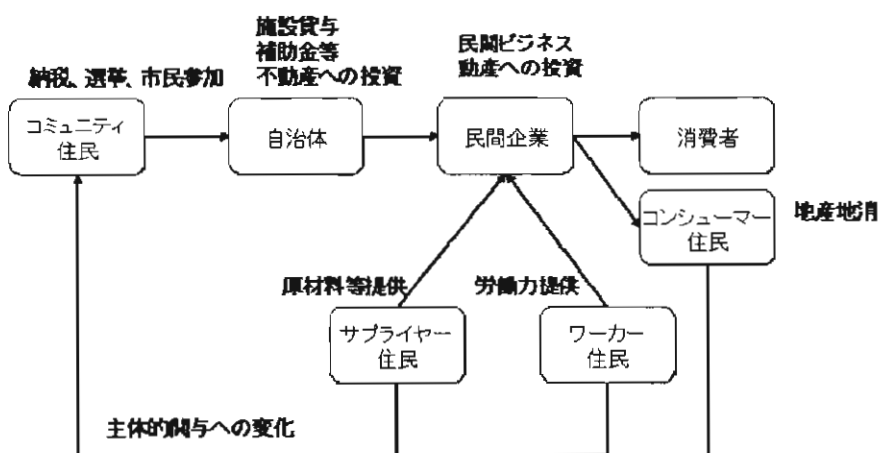 施設貸与
補助金等
不動産への投資
民間ビジネス
動産への投資
納税、選挙、市民参加
コミュニティ
住民
自治体
民間企業
消費者
コンシューマー
住民
地産地消
原材料等提供
労働力提供
サプライヤー
住民
ワーカー
住民
主体的関与への変化